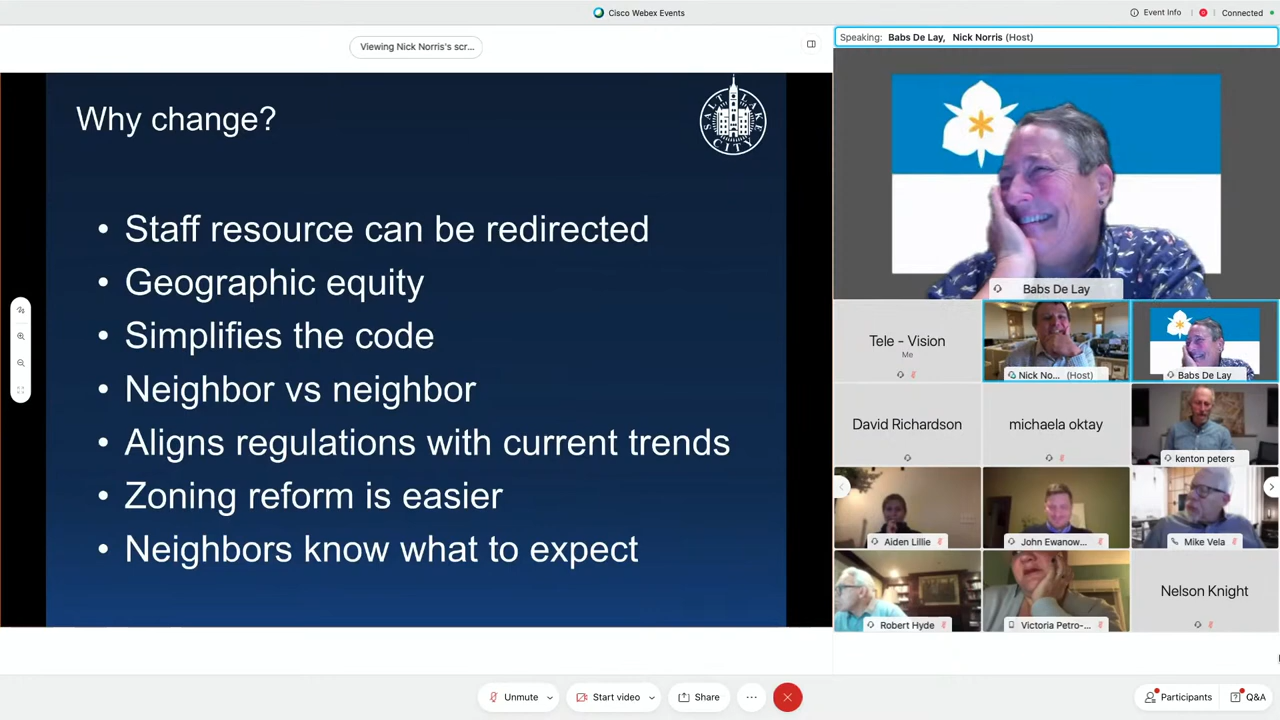 Cisco Webex Events
Event Info
Connected
Viewing Nick Norris's scr...
Speaking: Babs De Lay, Nick Norris (Host)
Why change?
SALT LAKE
CITY
• Staff resource can be redirected
• Geographic equity
• Simplifies the code
• Neighbor vs neighbor
• Aligns regulations with current trends
• Zoning reform is easier
• Neighbors know what to expect
Babs De Lay
Tele - Vision
Me
Nick No... (Host)
Babs De Lay
David Richardson
michaela oktay
kenton peters
Aiden Lillie
John Ewanow...
Mike Vela
Robert Hyde
Victoria Petro-...
Nelson Knight
Unmute
Start video
Share
Participants
Q&A